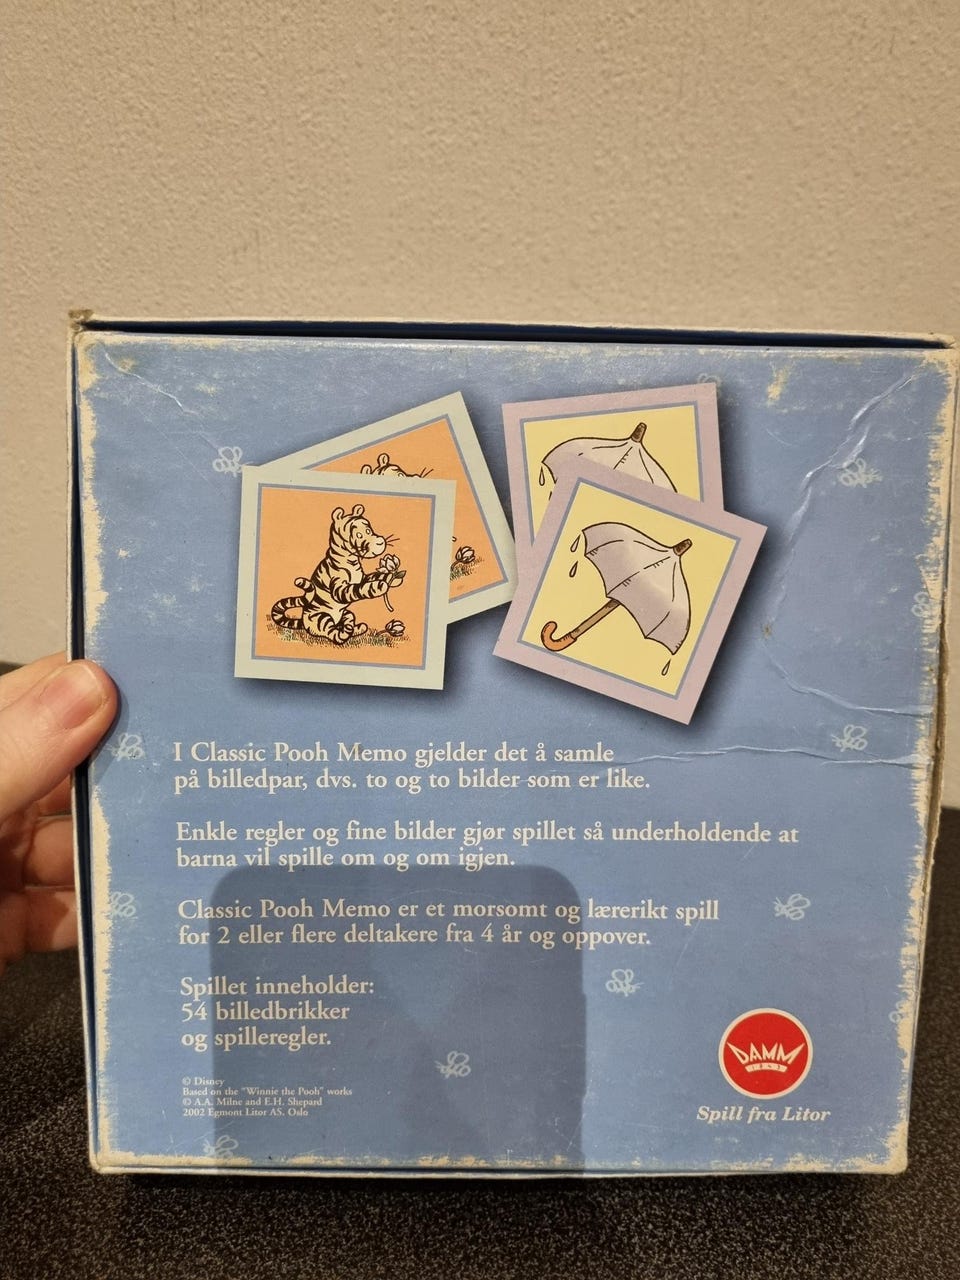 I Classic Pooh Memo gjelder det å samle
på billedpar, dvs. to og to bilder som er like.
Enkle regler og fine bilder gjør spillet så underholdende at
barna vil spille om og om igjen.
Classic Pooh Memo er et morsomt og lærerikt spill
for 2 eller flere deltakere fra 4 år og oppover.
Spillet inneholder:
54 billedbrikker
og spilleregler.
© Disney
Based on the "Winnie the Pooh" works
© A.A. Milne and E.H. Shepard
2002 Egmont Litor AS, Oslo
DAMM
1843
Spill fra Litor